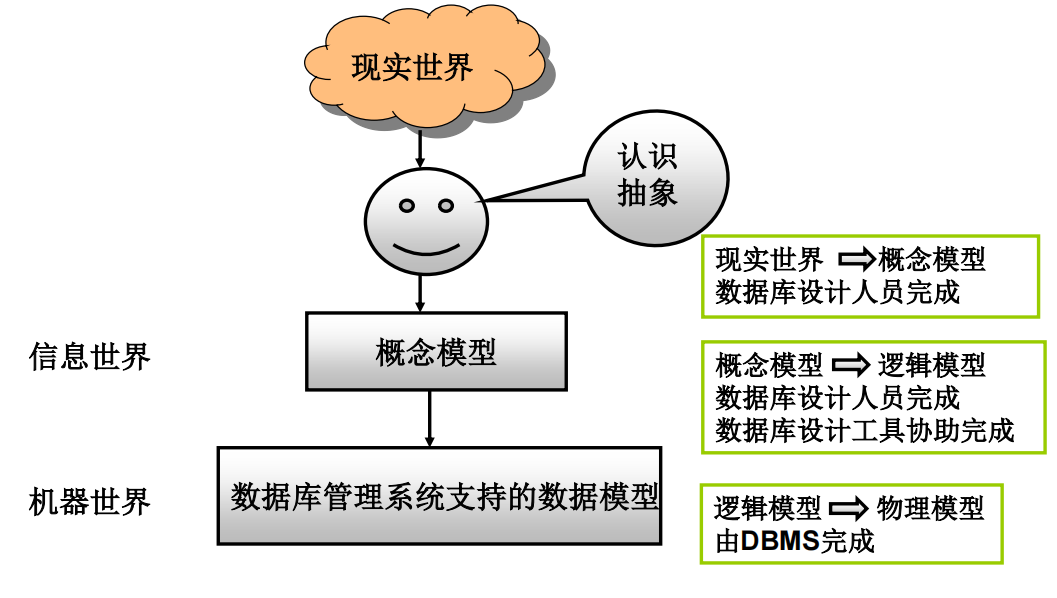 现实世界
认识
抽象
现实世界 概念模型
数据库设计人员完成
信息世界
概念模型
概念模型 逻辑模型
数据库设计人员完成
数据库设计工具协助完成
机器世界
数据库管理系统支持的数据模型
逻辑模型 物理模型
由DBMS完成